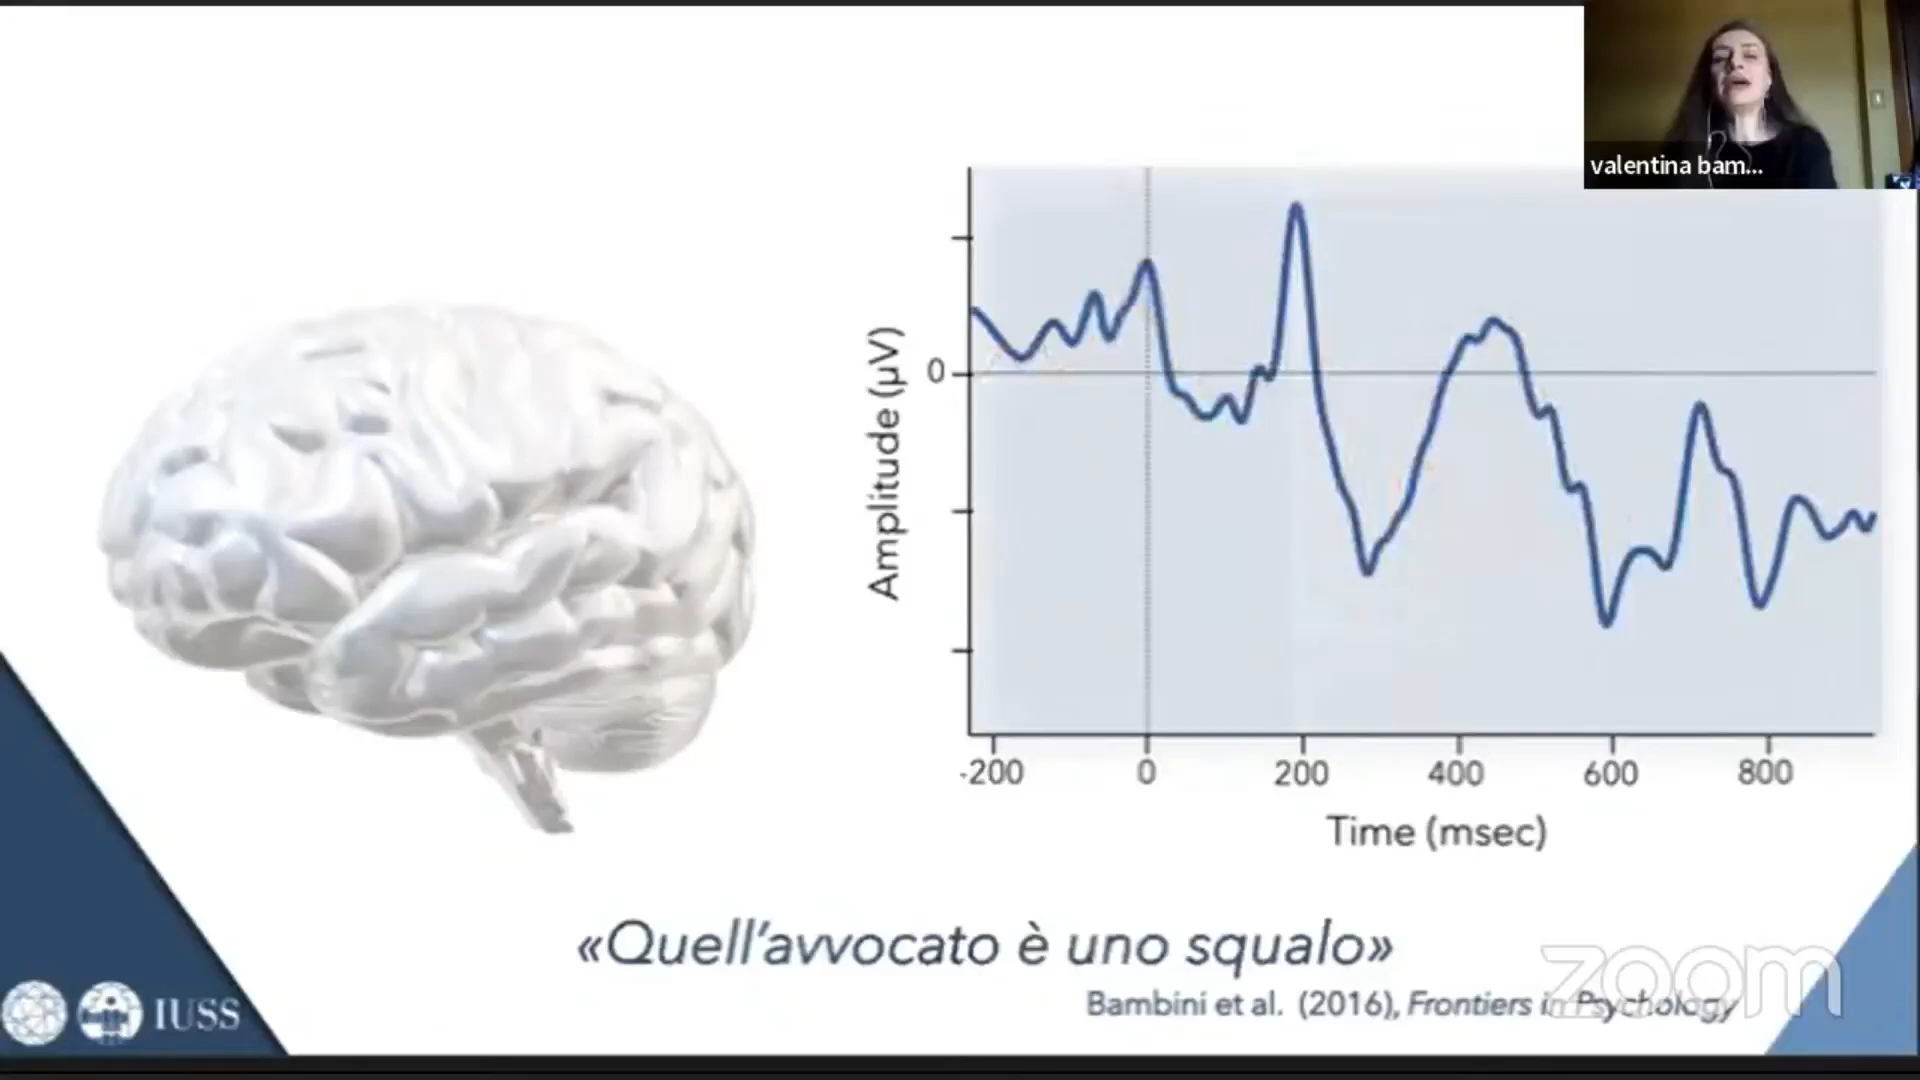 valentina bam...
Amplitude (µV)
0
-200 0 200 400 600 800
Time (msec)
«Quell’avvocato è uno squalo»
Bambini et al. (2016), Frontiers in Psychology
zoom
IUSS